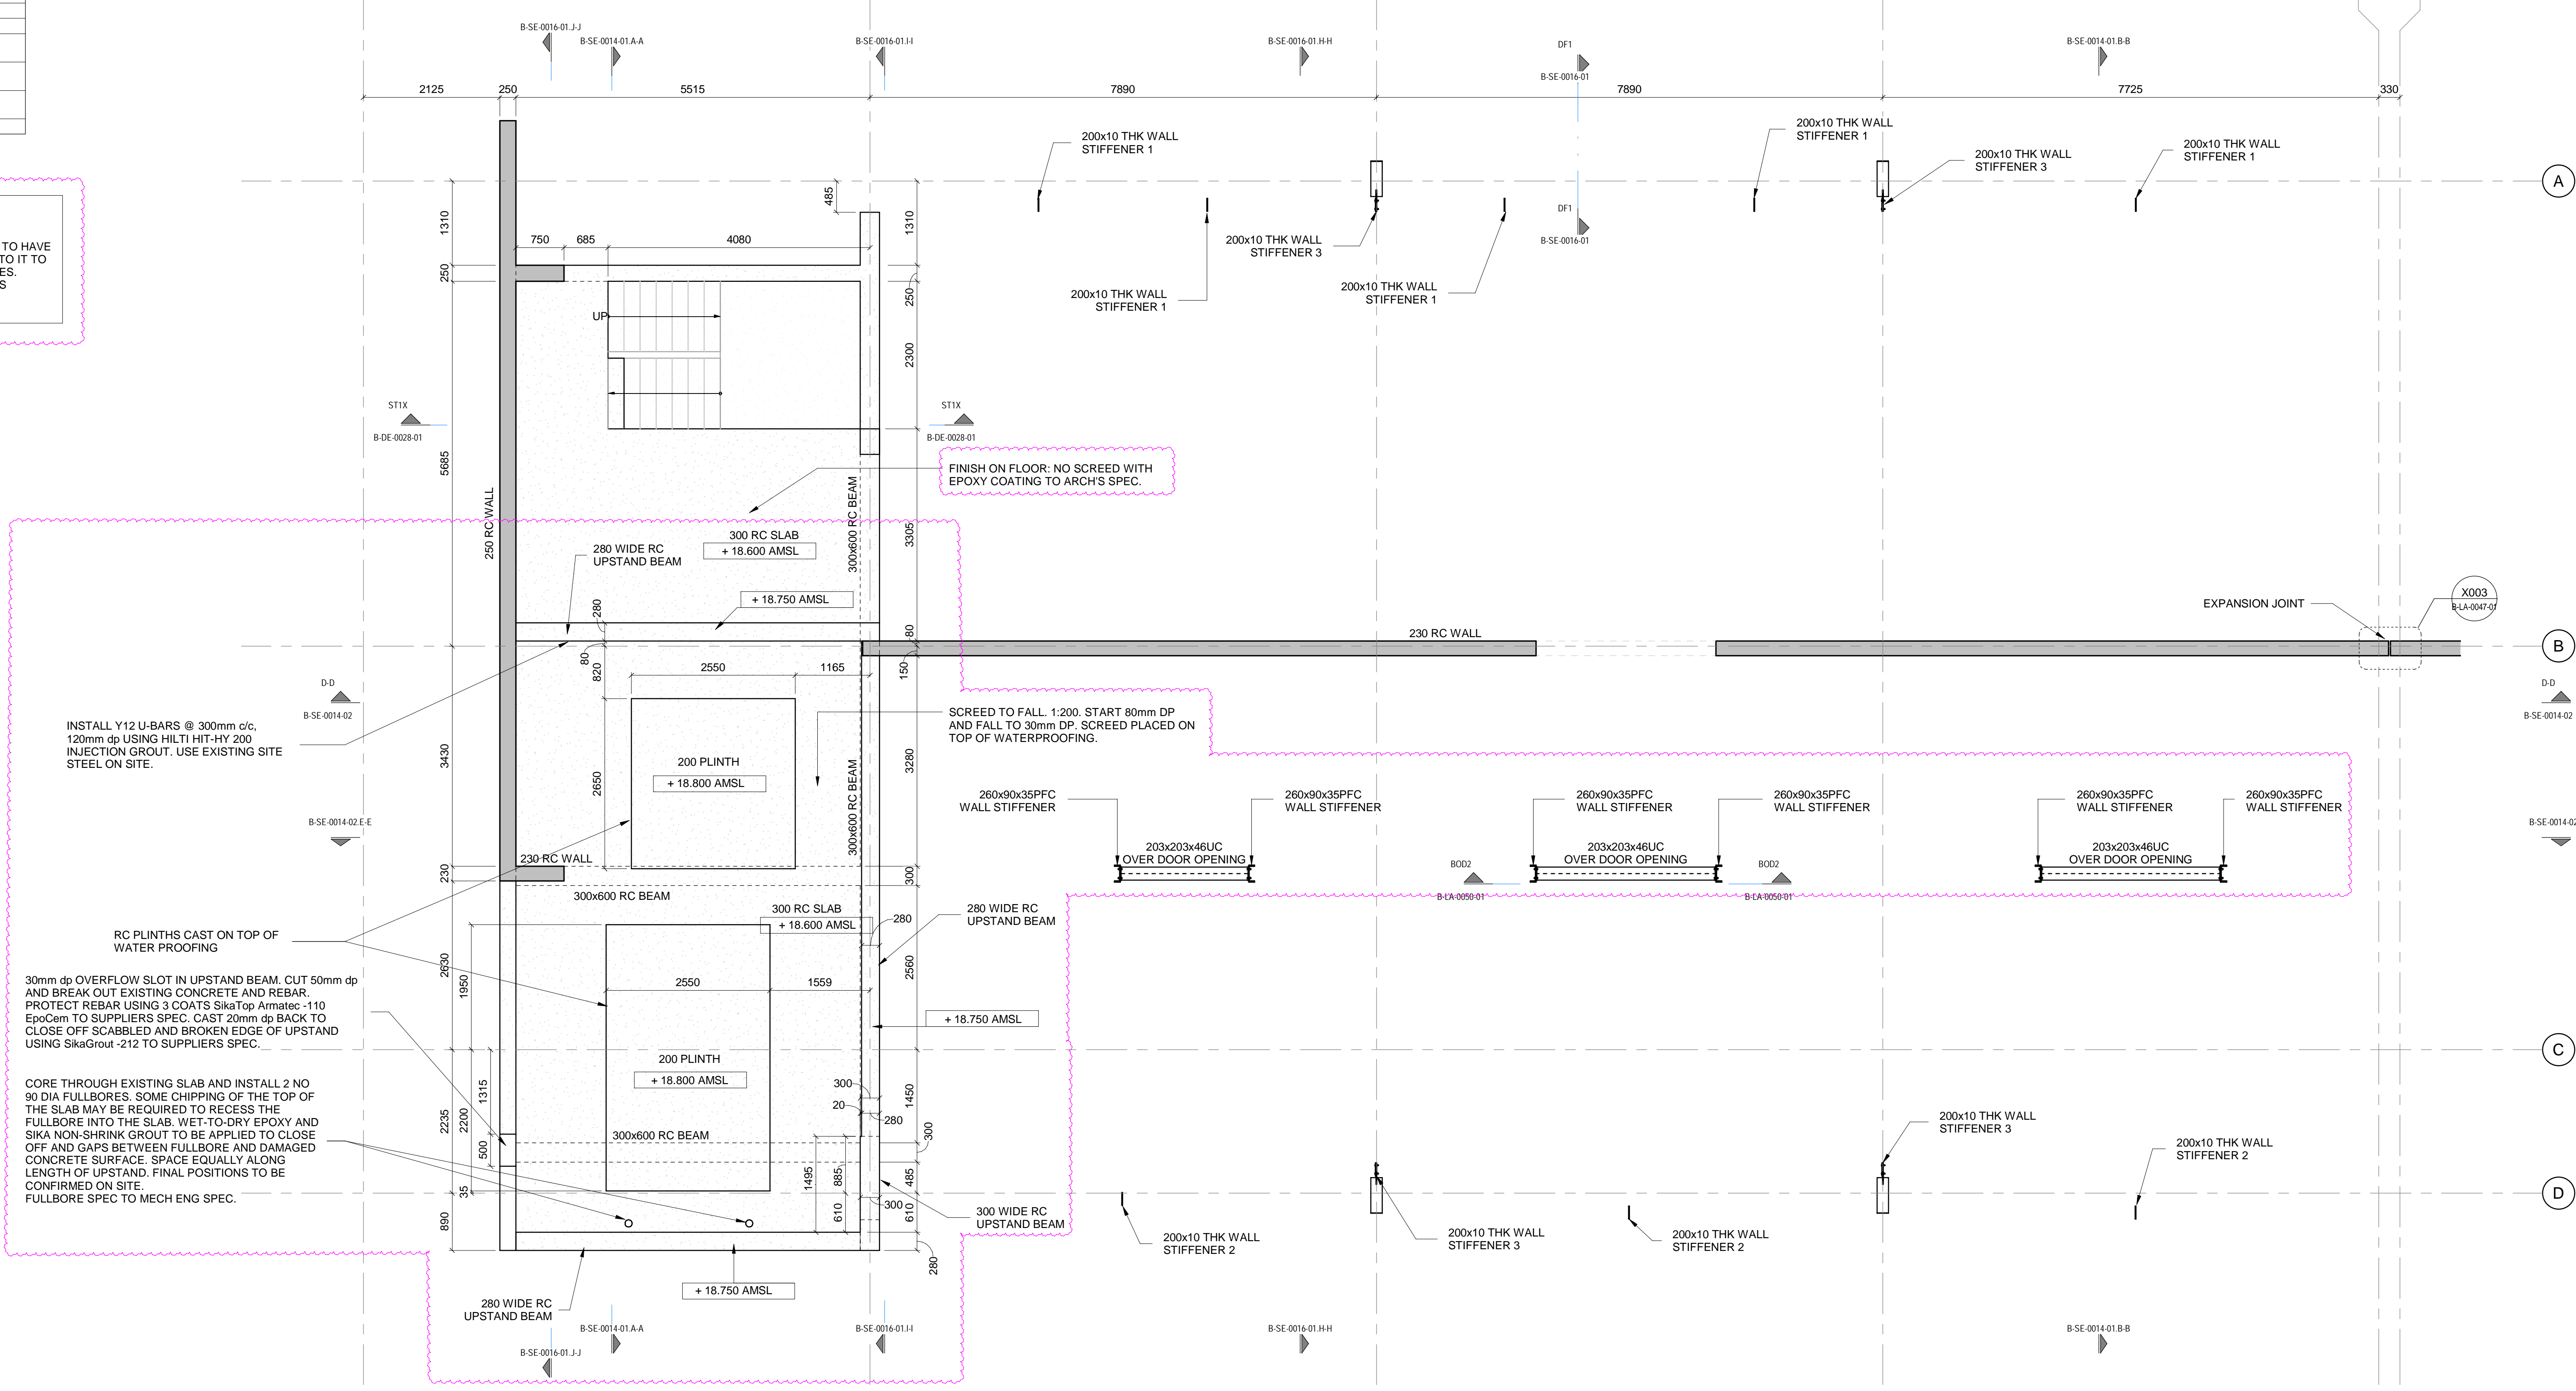 B-SE-0016-01.J-J
B-SE-0014-01.A-A
B-SE-0016-01.I-I
B-SE-0016-01.H-H
DF1
B-SE-0016-01
B-SE-0014-01.B-B
2125
250
5515
7890
7890
7725
330
200x10 THK WALL
STIFFENER 1
200x10 THK WALL
STIFFENER 1
200x10 THK WALL
STIFFENER 3
200x10 THK WALL
STIFFENER 1
A
485
1310
1310
TO HAVE
TO IT TO
ES.
S
750
685
4080
DF1
B-SE-0016-01
200x10 THK WALL
STIFFENER 3
200x10 THK WALL
STIFFENER 1
200x10 THK WALL
STIFFENER 1
250
250
UP
2300
ST1X
B-DE-0028-01
ST1X
B-DE-0028-01
5685
FINISH ON FLOOR: NO SCREED WITH
EPOXY COATING TO ARCH'S SPEC.
250 RC WALL
300x600 RC BEAM
3305
280 WIDE RC
UPSTAND BEAM
300 RC SLAB
+ 18.600 AMSL
+ 18.750 AMSL
280
80
X003
B-LA-0047-01
EXPANSION JOINT
230 RC WALL
B
80
820
150
2550
1165
D-D
B-SE-0014-02
D-D
B-SE-0014-02
INSTALL Y12 U-BARS @ 300mm c/c,
120mm dp USING HILTI HIT-HY 200
INJECTION GROUT. USE EXISTING SITE
STEEL ON SITE.
SCREED TO FALL. 1:200. START 80mm DP
AND FALL TO 30mm DP. SCREED PLACED ON
TOP OF WATERPROOFING.
3430
2650
200 PLINTH
+ 18.800 AMSL
300x600 RC BEAM
3280
260x90x35PFC
WALL STIFFENER
260x90x35PFC
WALL STIFFENER
260x90x35PFC
WALL STIFFENER
260x90x35PFC
WALL STIFFENER
260x90x35PFC
WALL STIFFENER
260x90x35PFC
WALL STIFFENER
B-SE-0014-02.E-E
B-SE-0014-02
203x203x46UC
OVER DOOR OPENING
203x203x46UC
OVER DOOR OPENING
203x203x46UC
OVER DOOR OPENING
BOD2
B-LA-0050-01
BOD2
B-LA-0050-01
230
230 RC WALL
300
300x600 RC BEAM
300 RC SLAB
+ 18.600 AMSL
280
280 WIDE RC
UPSTAND BEAM
RC PLINTHS CAST ON TOP OF
WATER PROOFING
2630
1950
2560
2550
1559
30mm dp OVERFLOW SLOT IN UPSTAND BEAM. CUT 50mm dp
AND BREAK OUT EXISTING CONCRETE AND REBAR.
PROTECT REBAR USING 3 COATS SikaTop Armatec -110
EpoCem TO SUPPLIERS SPEC. CAST 20mm dp BACK TO
CLOSE OFF SCABBLED AND BROKEN EDGE OF UPSTAND
USING SikaGrout -212 TO SUPPLIERS SPEC.
+ 18.750 AMSL
C
200 PLINTH
+ 18.800 AMSL
CORE THROUGH EXISTING SLAB AND INSTALL 2 NO
90 DIA FULLBORES. SOME CHIPPING OF THE TOP OF
THE SLAB MAY BE REQUIRED TO RECESS THE
FULLBORE INTO THE SLAB. WET-TO-DRY EPOXY AND
SIKA NON-SHRINK GROUT TO BE APPLIED TO CLOSE
OFF AND GAPS BETWEEN FULLBORE AND DAMAGED
CONCRETE SURFACE. SPACE EQUALLY ALONG
LENGTH OF UPSTAND. FINAL POSITIONS TO BE
CONFIRMED ON SITE.
FULLBORE SPEC TO MECH ENG SPEC.
2235
2200
1315
500
35
890
300
20
280
1450
300
300x600 RC BEAM
1495
885
610
485
300
610
280
300 WIDE RC
UPSTAND BEAM
200x10 THK WALL
STIFFENER 3
200x10 THK WALL
STIFFENER 2
D
200x10 THK WALL
STIFFENER 2
200x10 THK WALL
STIFFENER 3
200x10 THK WALL
STIFFENER 2
+ 18.750 AMSL
280 WIDE RC
UPSTAND BEAM
B-SE-0016-01.J-J
B-SE-0014-01.A-A
B-SE-0016-01.I-I
B-SE-0016-01.H-H
B-SE-0014-01.B-B